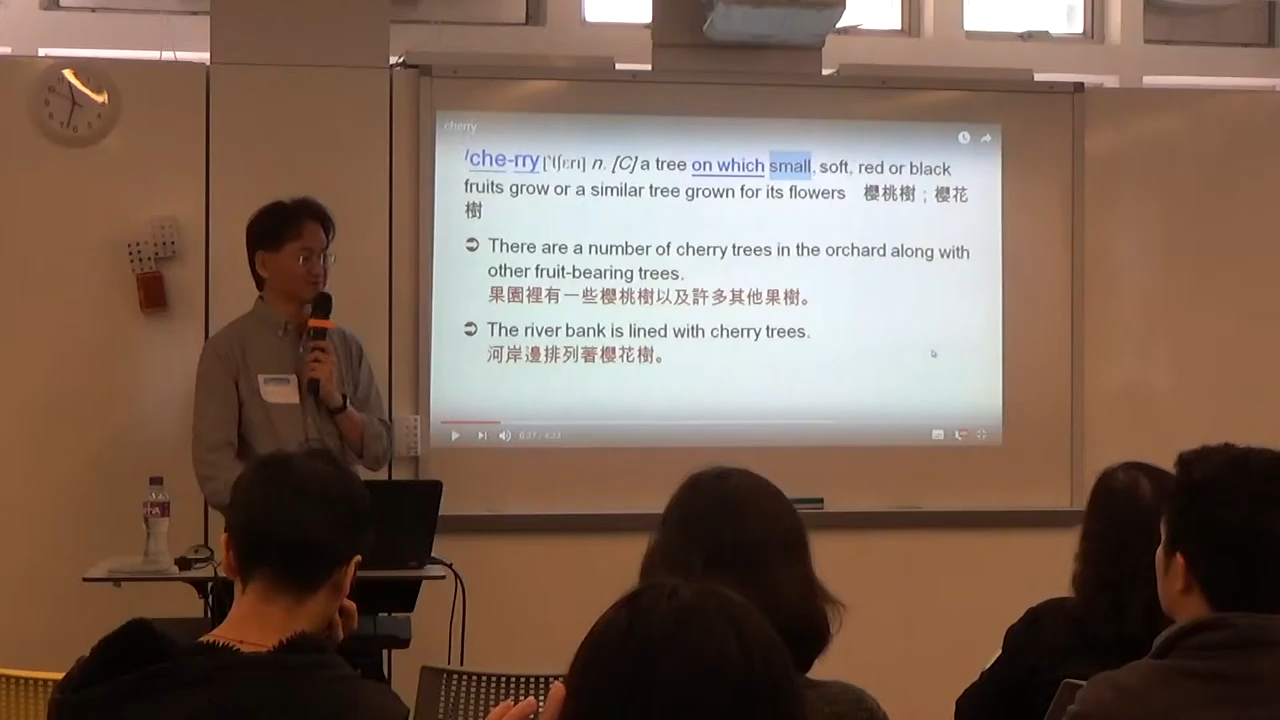 cherry
'che-rry ['tʃɛrɪ] n. [C] a tree on which small, soft, red or black
fruits grow or a similar tree grown for its flowers 櫻桃樹；櫻花
樹
There are a number of cherry trees in the orchard along with
other fruit-bearing trees.
果園裡有一些櫻桃樹以及許多其他果樹。
The river bank is lined with cherry trees.
河岸邊排列著櫻花樹。